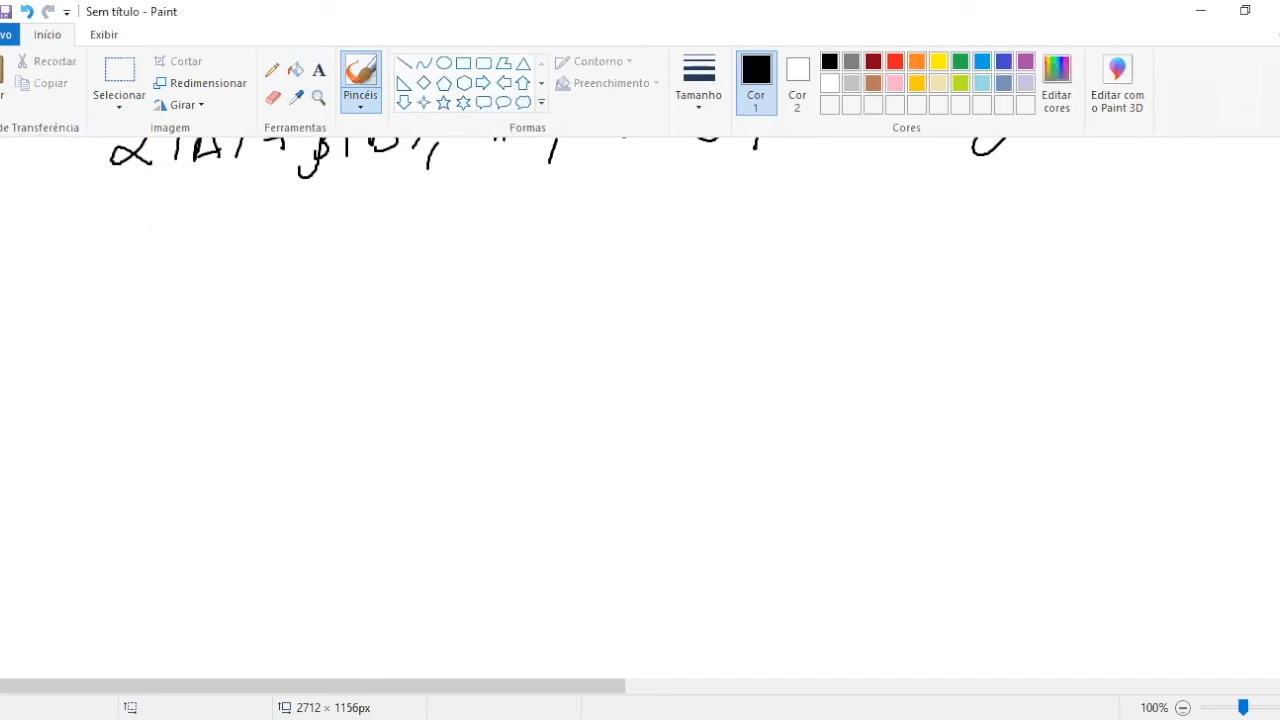 Sem título - Paint
vo Início Exibir
Recortar
Copiar
de Transferência
Selecionar
Cortar
Redimensionar
Girar
Imagem
A
Ferramentas
Pincéis
Formas
Contorno
Preenchimento
Tamanho
Cor 1
Cor 2
Cores
Editar cores
Editar com o Paint 3D
2712 × 1156px
100%